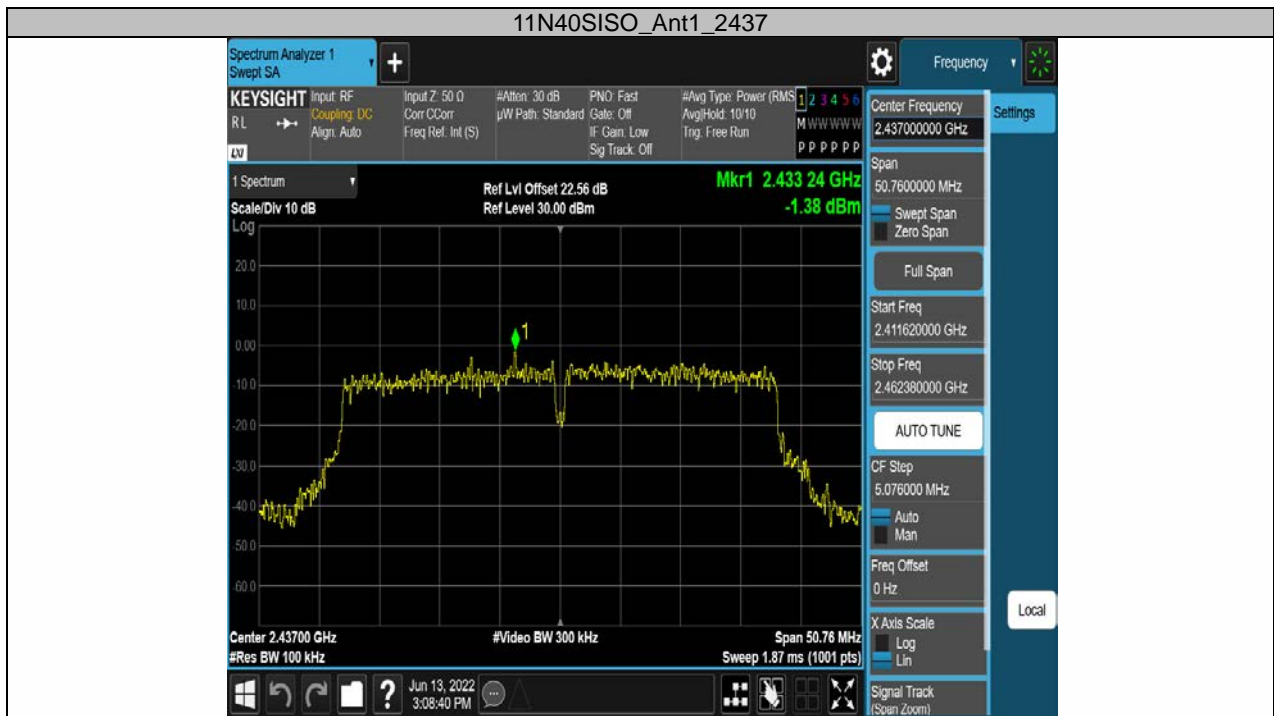 11N40SISO_Ant1_2437
Spectrum Analyzer 1
Swept SA
Frequency
KEYSIGHT
RL
LXI
Input: RF
Coupling: DC
Align: Auto
Input Z: 50 Ω
Corr CCorr
Freq Ref: Int (S)
#Atten: 30 dB
µW Path: Standard
PNO: Fast
Gate: Off
IF Gain: Low
Sig Track: Off
#Avg Type: Power (RMS
Avg|Hold: 10/10
Trig: Free Run
1 2 3 4 5 6
M W W W W W
P P P P P P
1 Spectrum
Scale/Div 10 dB
Log
Ref Lvl Offset 22.56 dB
Ref Level 30.00 dBm
Mkr1 2.433 24 GHz
-1.38 dBm
20.0
10.0
0.00
-10.0
-20.0
-30.0
-40.0
-50.0
-60.0
1
Center 2.43700 GHz
#Res BW 100 kHz
#Video BW 300 kHz
Span 50.76 MHz
Sweep 1.87 ms (1001 pts)
Center Frequency
2.437000000 GHz
Settings
Span
50.7600000 MHz
Swept Span
Zero Span
Full Span
Start Freq
2.411620000 GHz
Stop Freq
2.462380000 GHz
AUTO TUNE
CF Step
5.076000 MHz
Auto
Man
Freq Offset
0 Hz
Local
X Axis Scale
Log
Lin
Signal Track
(Span Zoom)
?
Jun 13, 2022
3:08:40 PM